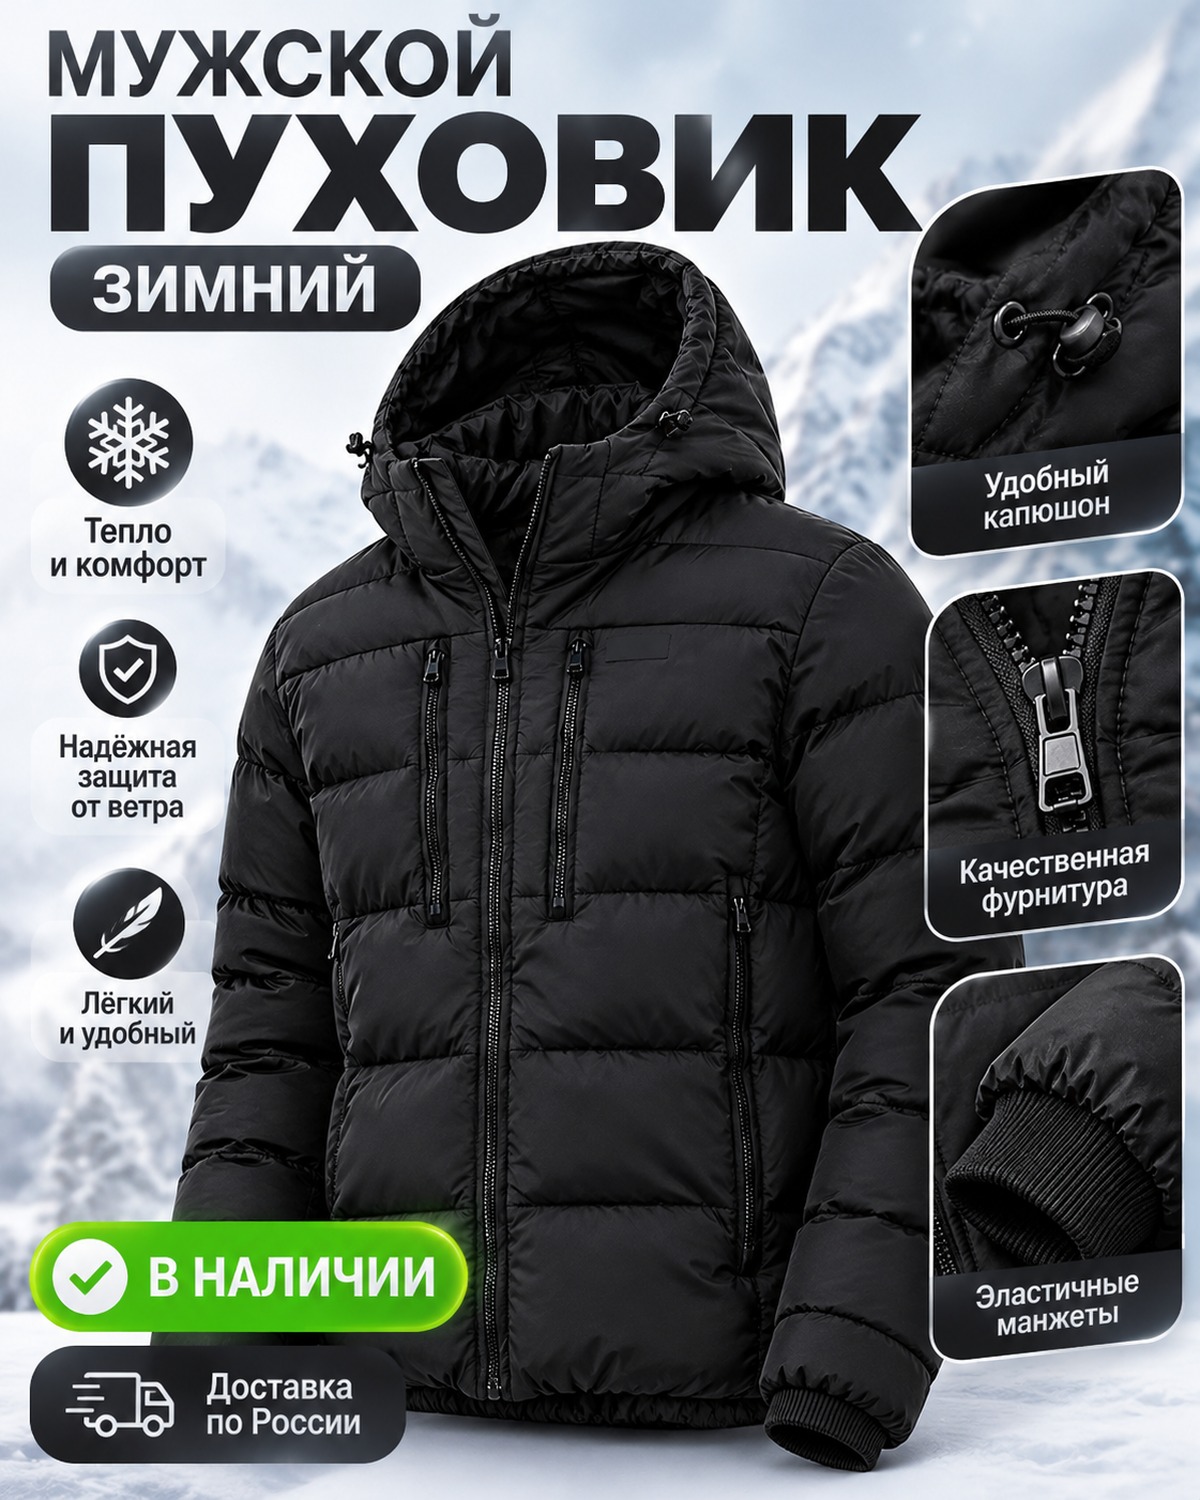 МУЖСКОЙ
ПУХОВИК
ЗИМНИЙ
Тепло
и комфорт
Надёжная
защита
от ветра
Лёгкий
и удобный
Удобный
капюшон
Качественная
фурнитура
Эластичные
манжеты
В НАЛИЧИИ
Доставка
по России